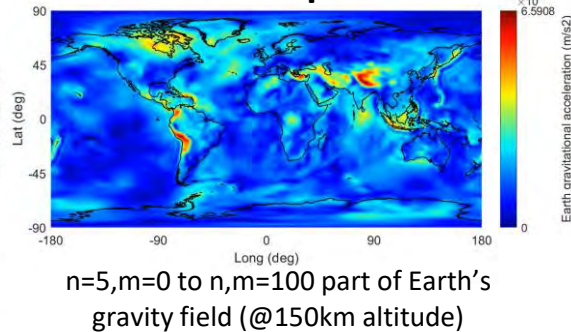 90
45
0
-45
-90
Lat (deg)
-180
-90
0
90
180
Long (deg)
6.5908
0
Earth gravitational acceleration (m/s2)
n=5,m=0 to n,m=100 part of Earth's
gravity field (@150km altitude)